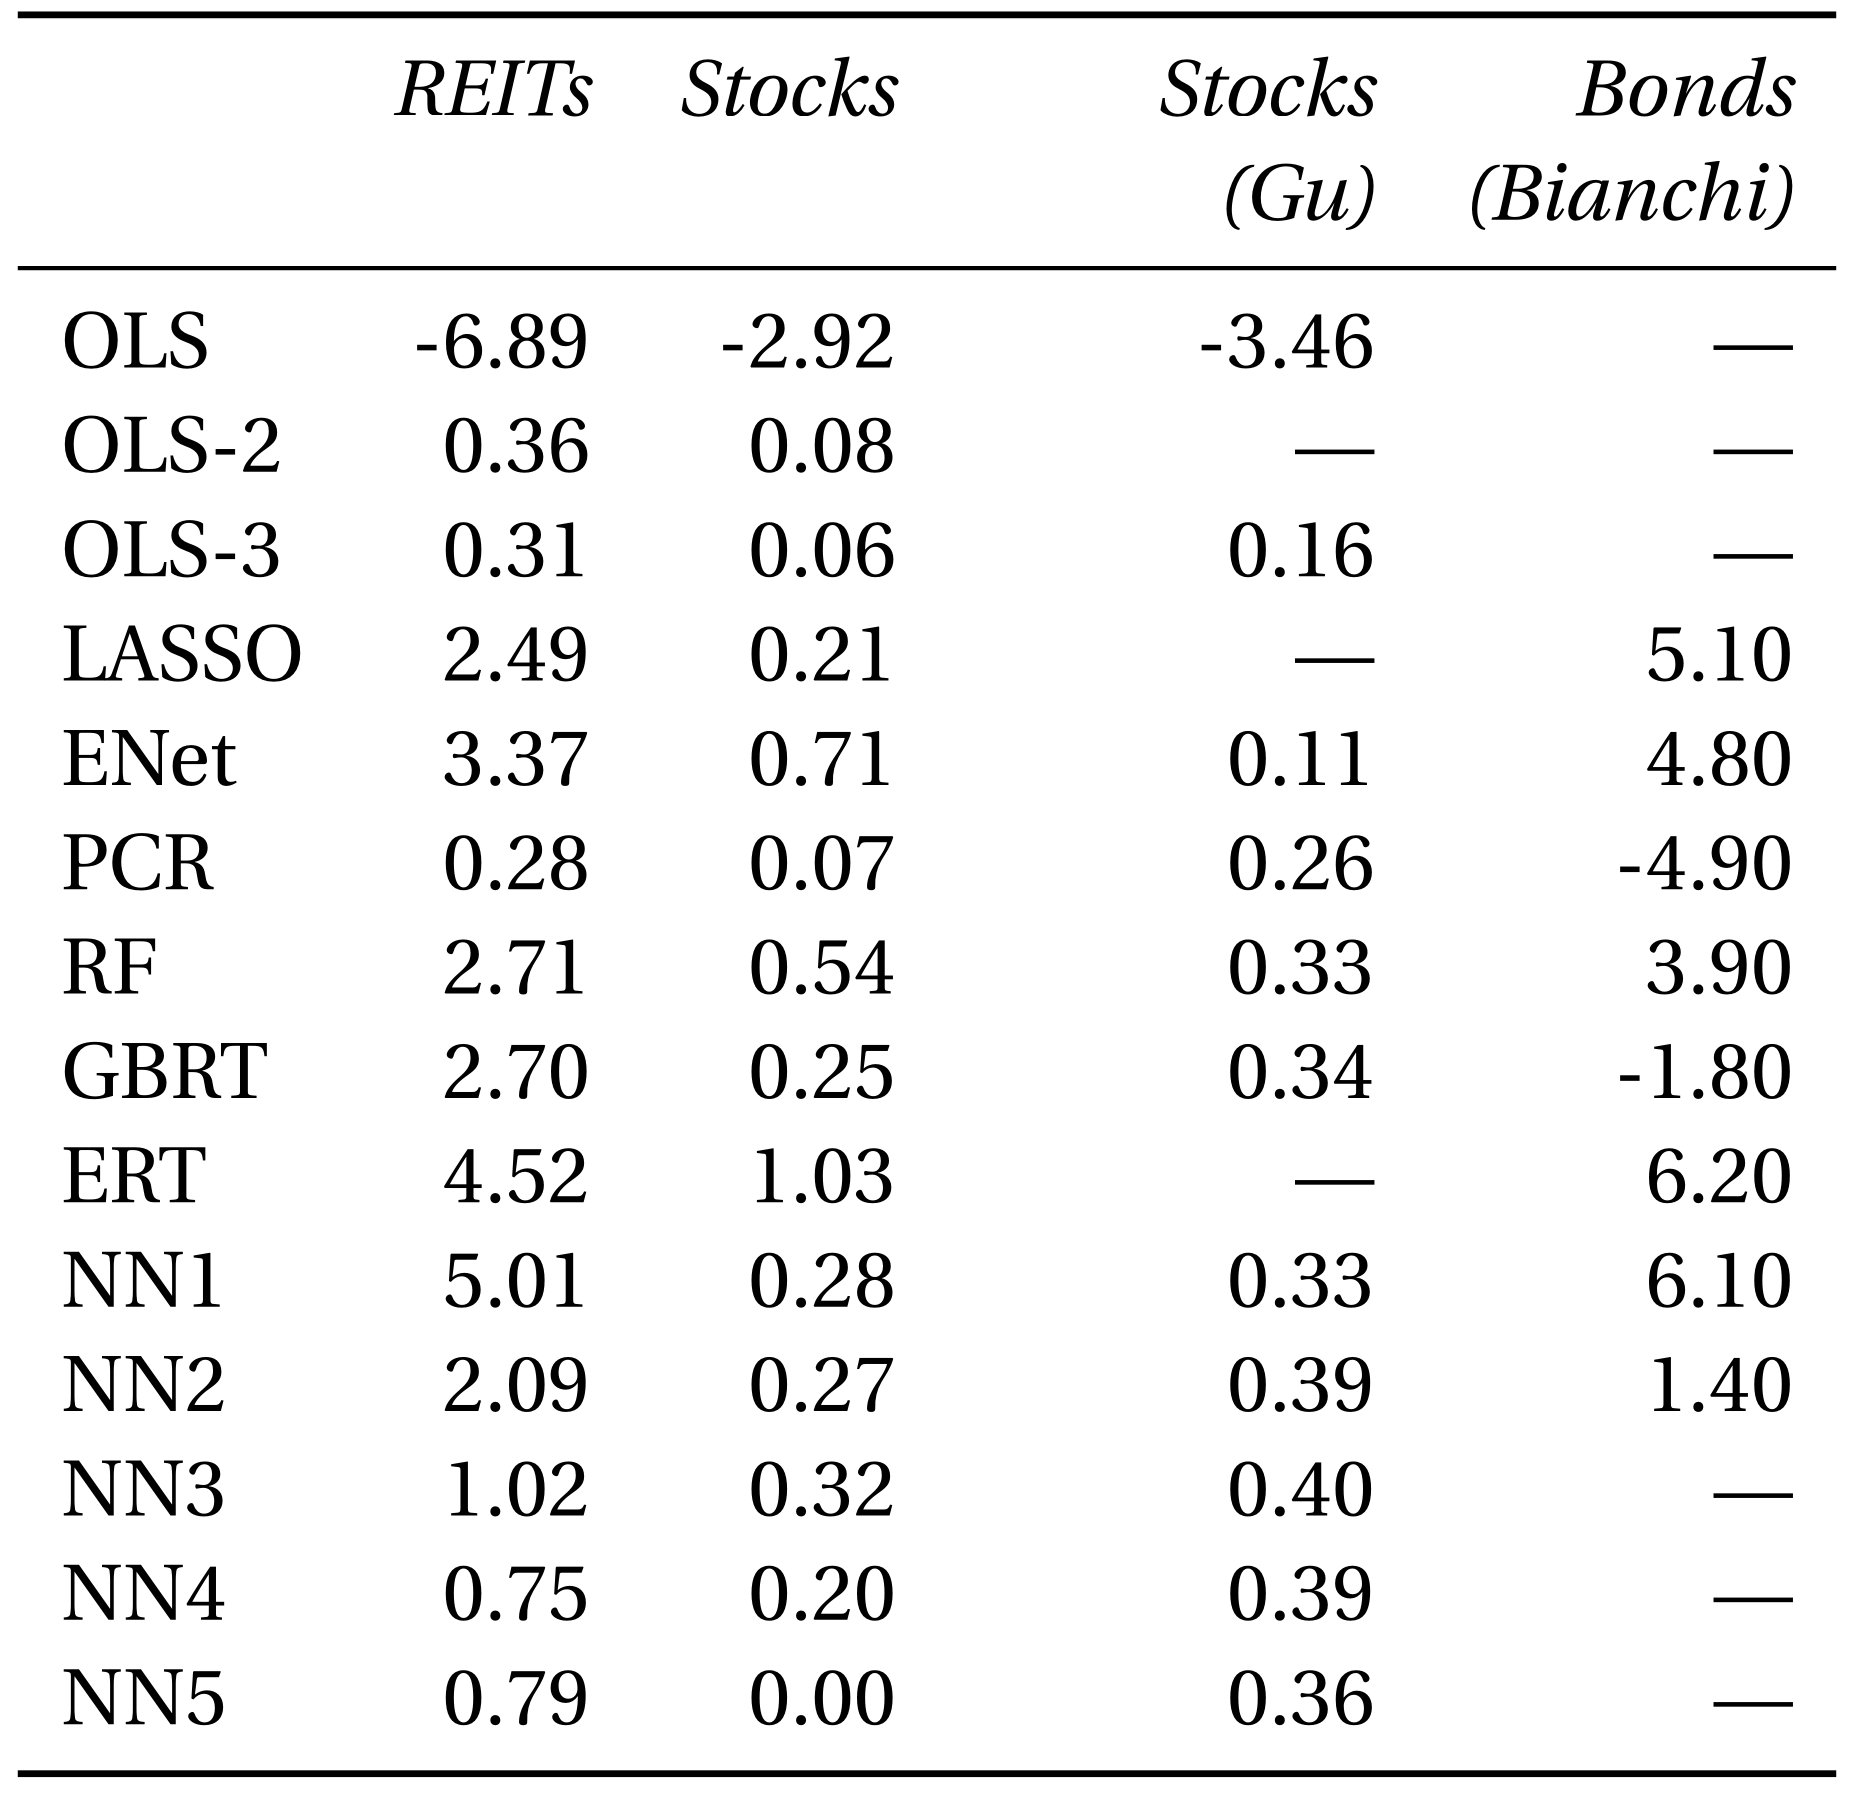 REITs Stocks Stocks Bonds
(Gu) (Bianchi)
OLS -6.89 -2.92 -3.46 —
OLS-2 0.36 0.08 — —
OLS-3 0.31 0.06 0.16 —
LASSO 2.49 0.21 — 5.10
ENet 3.37 0.71 0.11 4.80
PCR 0.28 0.07 0.26 -4.90
RF 2.71 0.54 0.33 3.90
GBRT 2.70 0.25 0.34 -1.80
ERT 4.52 1.03 — 6.20
NN1 5.01 0.28 0.33 6.10
NN2 2.09 0.27 0.39 1.40
NN3 1.02 0.32 0.40 —
NN4 0.75 0.20 0.39 —
NN5 0.79 0.00 0.36 —